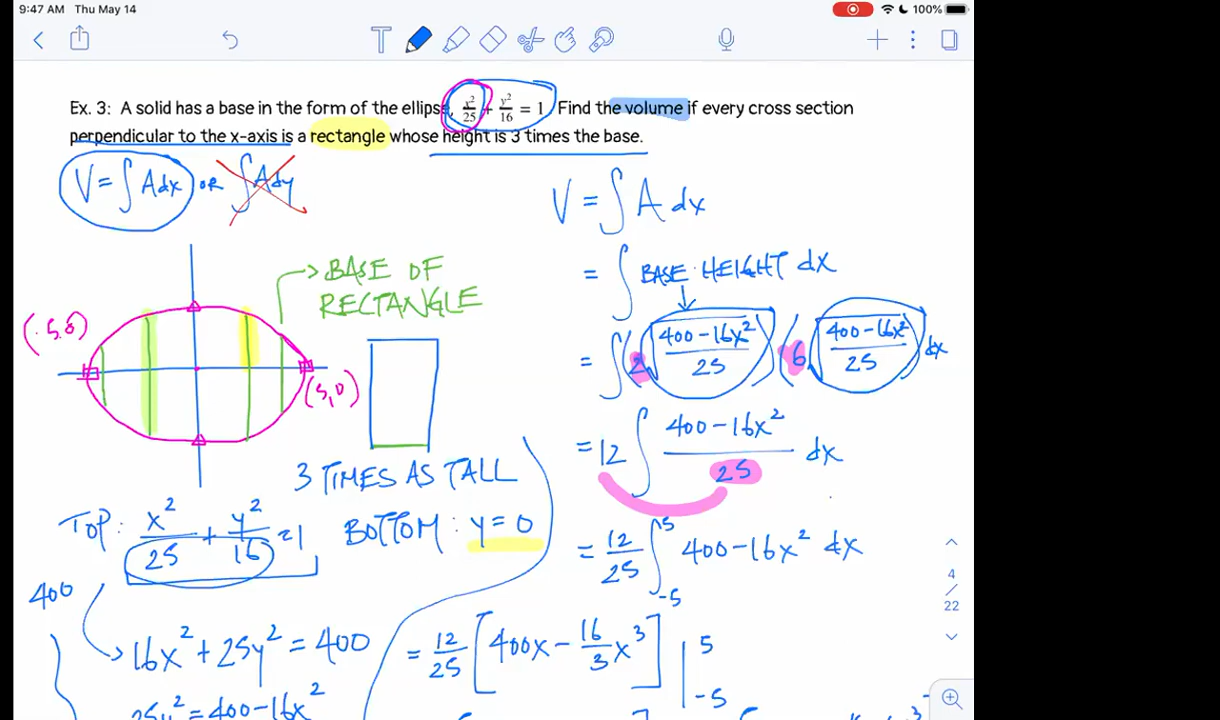 9:47 AM Thu May 14
100%
T
Ex. 3: A solid has a base in the form of the ellipse, x²/25 + y²/16 = 1. Find the volume if every cross section
perpendicular to the x-axis is a rectangle whose height is 3 times the base.
V = ∫ A dx OR ∫ A dy
BASE OF
RECTANGLE
(5,0)
3 TIMES AS TALL
TOP: x²/25 + y²/16 = 1
BOTTOM: y = 0
400
16x² + 25y² = 400
25y² = 400 - 16x²
V = ∫ A dx
= ∫ BASE · HEIGHT dx
= ∫ (2 √((400 - 16x²)/25)) (6 √((400 - 16x²)/25)) dx
= 12 ∫ (400 - 16x²)/25 dx
= 12/25 ∫₋₅⁵ 400 - 16x² dx
= 12/25 [400x - 16/3 x³] |₋₅⁵
4
/
22